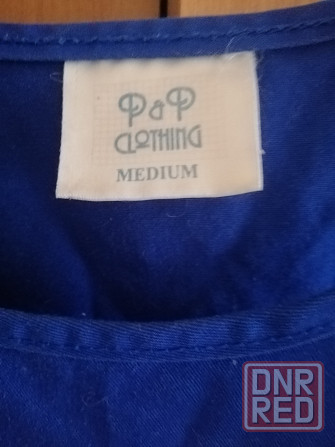 P&P
CLOTHING
MEDIUM
DNR
RED